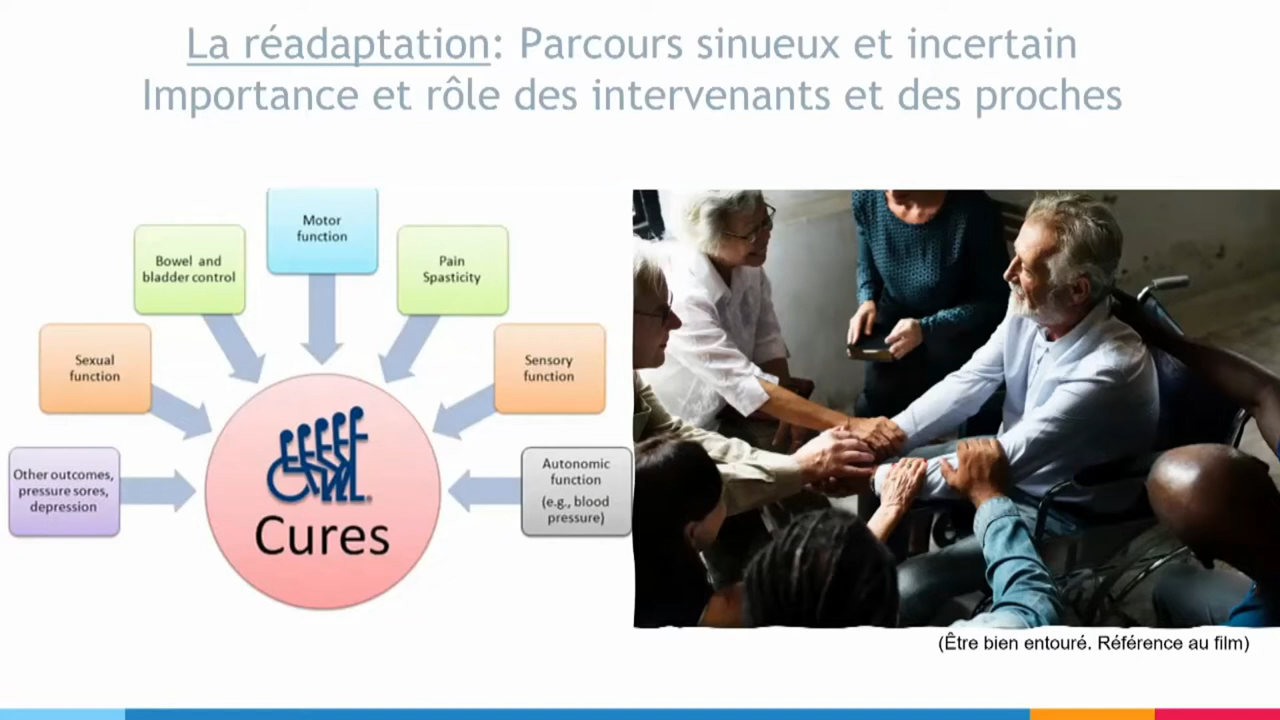 La réadaptation: Parcours sinueux et incertain
Importance et rôle des intervenants et des proches
Motor
function
Bowel and
bladder control
Pain
Spasticity
Sexual
function
Sensory
function
Other outcomes,
pressure sores,
depression
Autonomic
function
(e.g., blood
pressure)
Cures
(Être bien entouré. Référence au film)